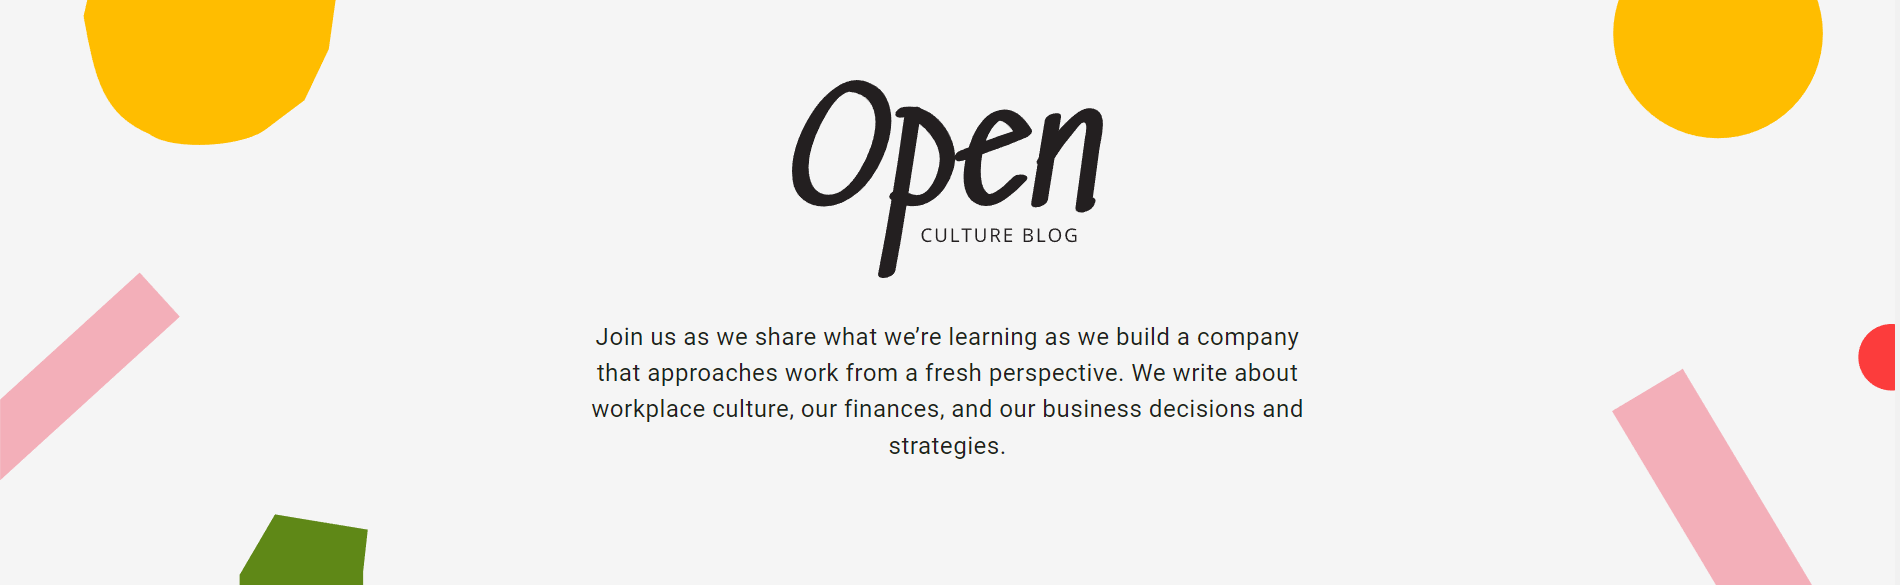 Open
CULTURE BLOG
Join us as we share what we’re learning as we build a company
that approaches work from a fresh perspective. We write about
workplace culture, our finances, and our business decisions and
strategies.